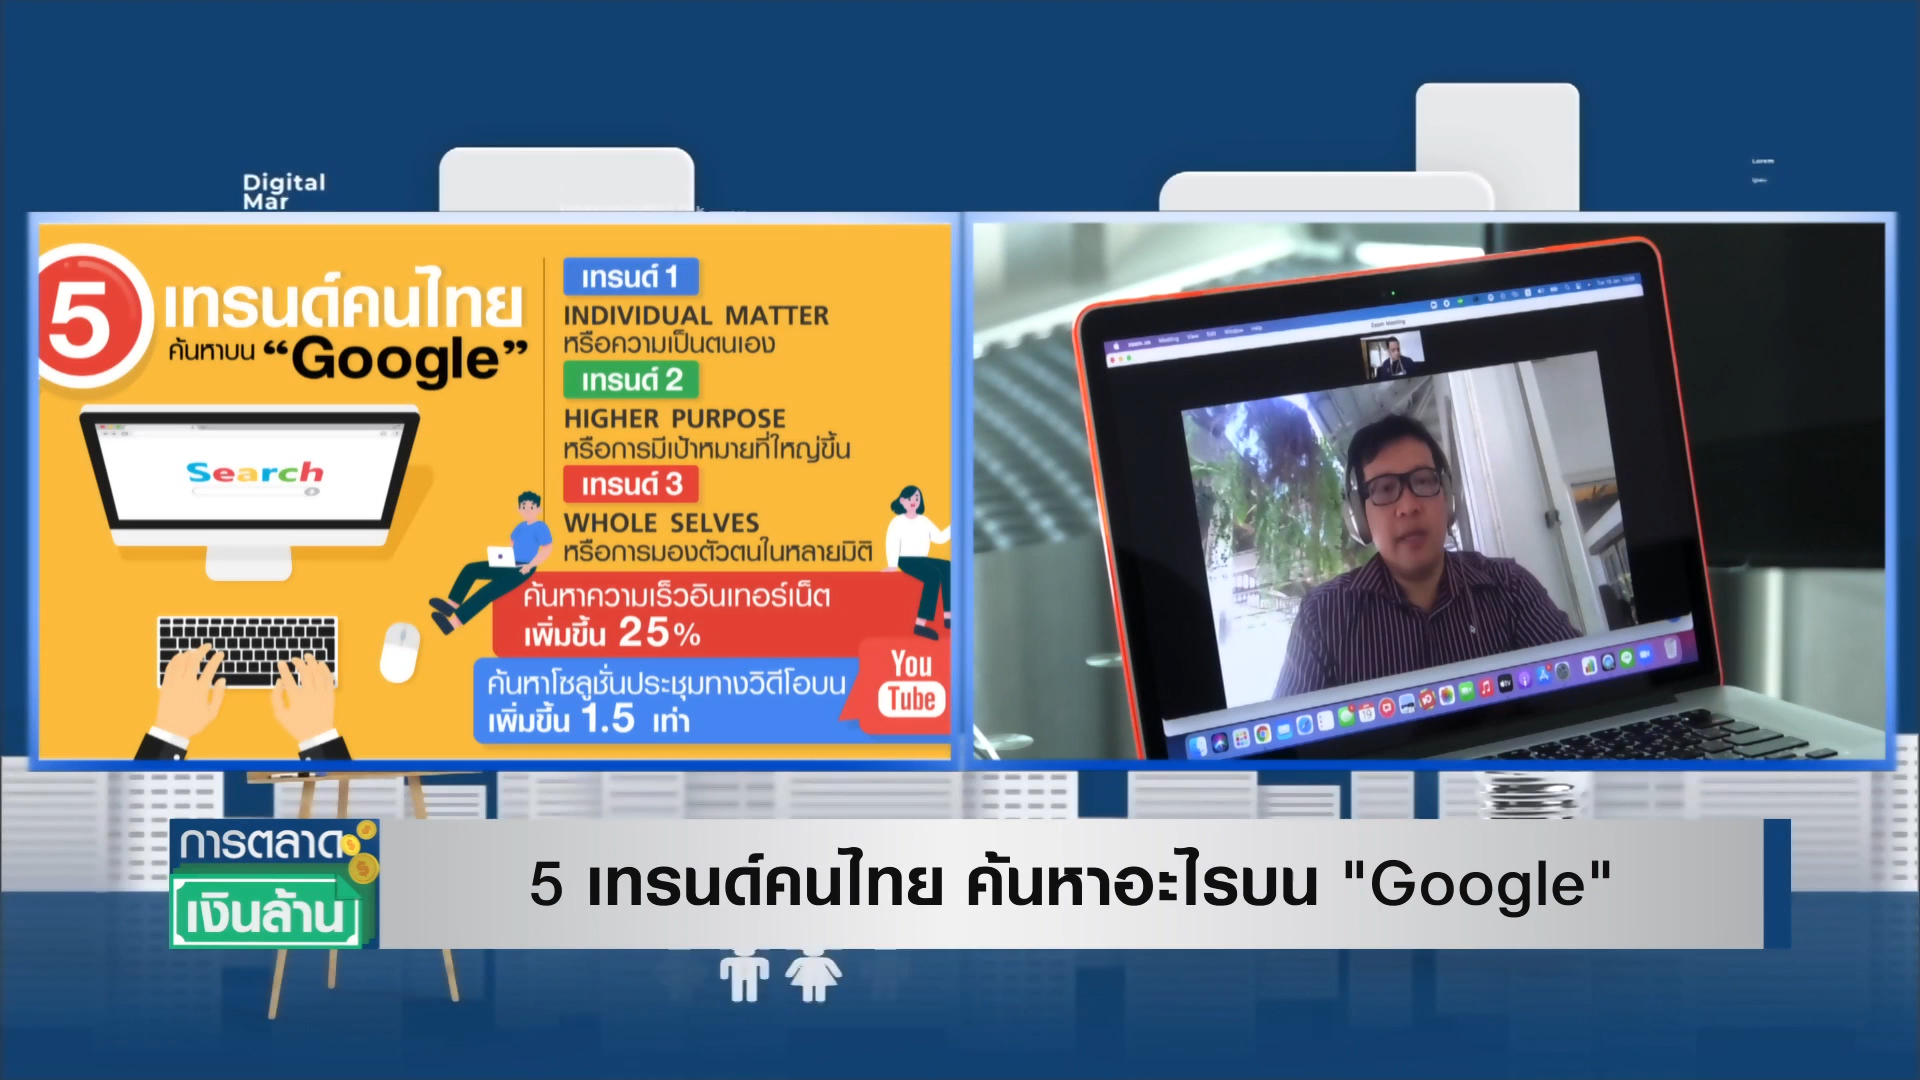 Digital
Mar
Lorem
5
เทรนด์คนไทย
ค้นหาบน “Google”
Search
เทรนด์ 1
INDIVIDUAL MATTER
หรือความเป็นตนเอง
เทรนด์ 2
HIGHER PURPOSE
หรือการมีเป้าหมายที่ใหญ่ขึ้น
เทรนด์ 3
WHOLE SELVES
หรือการมองตัวตนในหลายมิติ
ค้นหาความเร็วอินเทอร์เน็ต
เพิ่มขึ้น 25%
ค้นหาโซลูชั่นประชุมทางวิดีโอบน
เพิ่มขึ้น 1.5 เท่า
You
Tube
zoom.us Meeting View Edit Window Help
Zoom Meeting
การตลาด
เงินล้าน
5 เทรนด์คนไทย ค้นหาอะไรบน "Google"